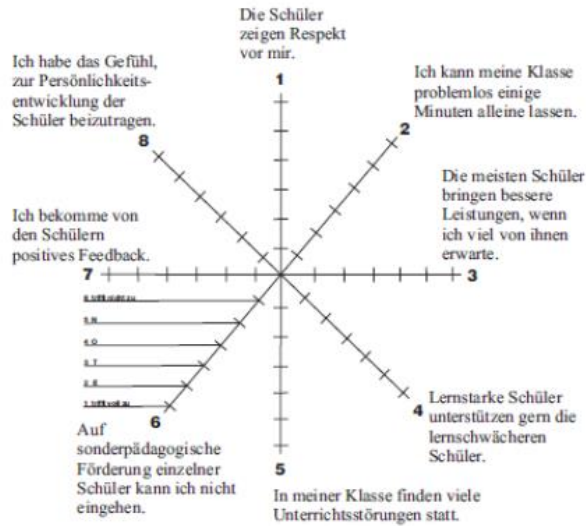 Die Schüler
zeigen Respekt
vor mir.
1
Ich kann meine Klasse
problemlos einige
Minuten alleine lassen.
2
Die meisten Schüler
bringen bessere
Leistungen, wenn
ich viel von ihnen
erwarte.
3
Lernstarke Schüler
unterstützen gern die
lernschwächeren
Schüler.
4
5
In meiner Klasse finden viele
Unterrichtsstörungen statt.
6
Auf
sonderpädagogische
Förderung einzelner
Schüler kann ich nicht
eingehen.
Ich bekomme von
den Schülern
positives Feedback.
7
Ich habe das Gefühl,
zur Persönlichkeits-
entwicklung der
Schüler beizutragen.
8